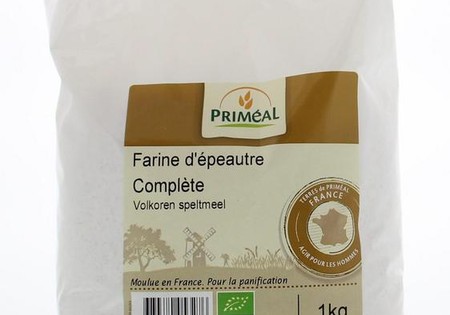 PRIMÉAL
Farine d'épeautre
Complète
Volkoren speltmeel
TERRES de PRIMÉAL
FRANCE
AGIR POUR LES HOMMES
Moulue en France. Pour la panification
1kg